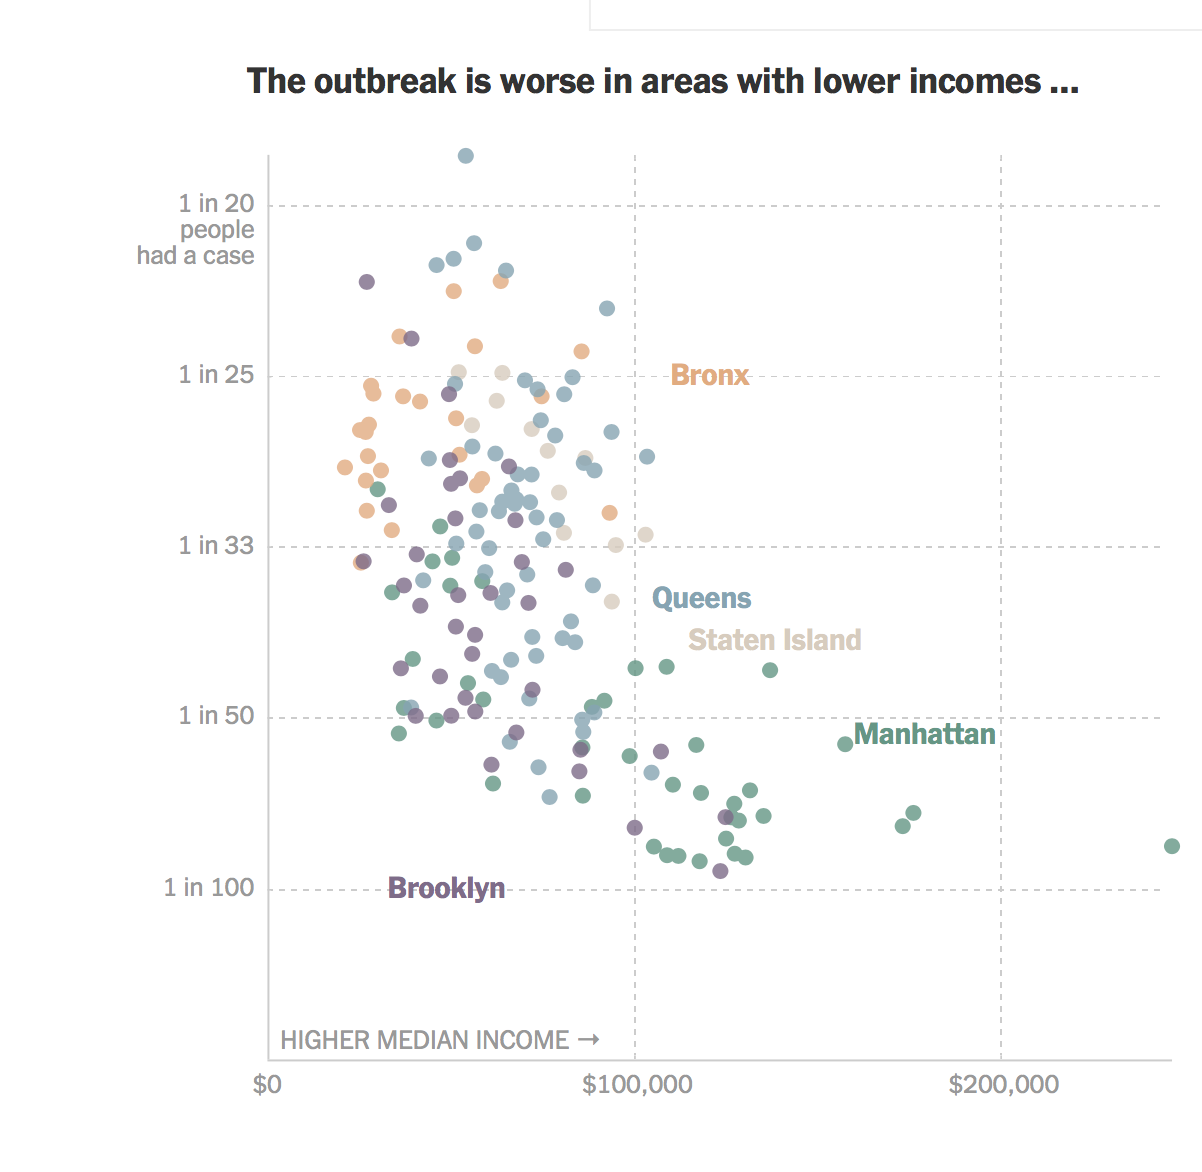 The outbreak is worse in areas with lower incomes ...
1 in 20
people
had a case
1 in 25
Bronx
1 in 33
Queens
Staten Island
1 in 50
Manhattan
1 in 100
Brooklyn
HIGHER MEDIAN INCOME →
$0
$100,000
$200,000